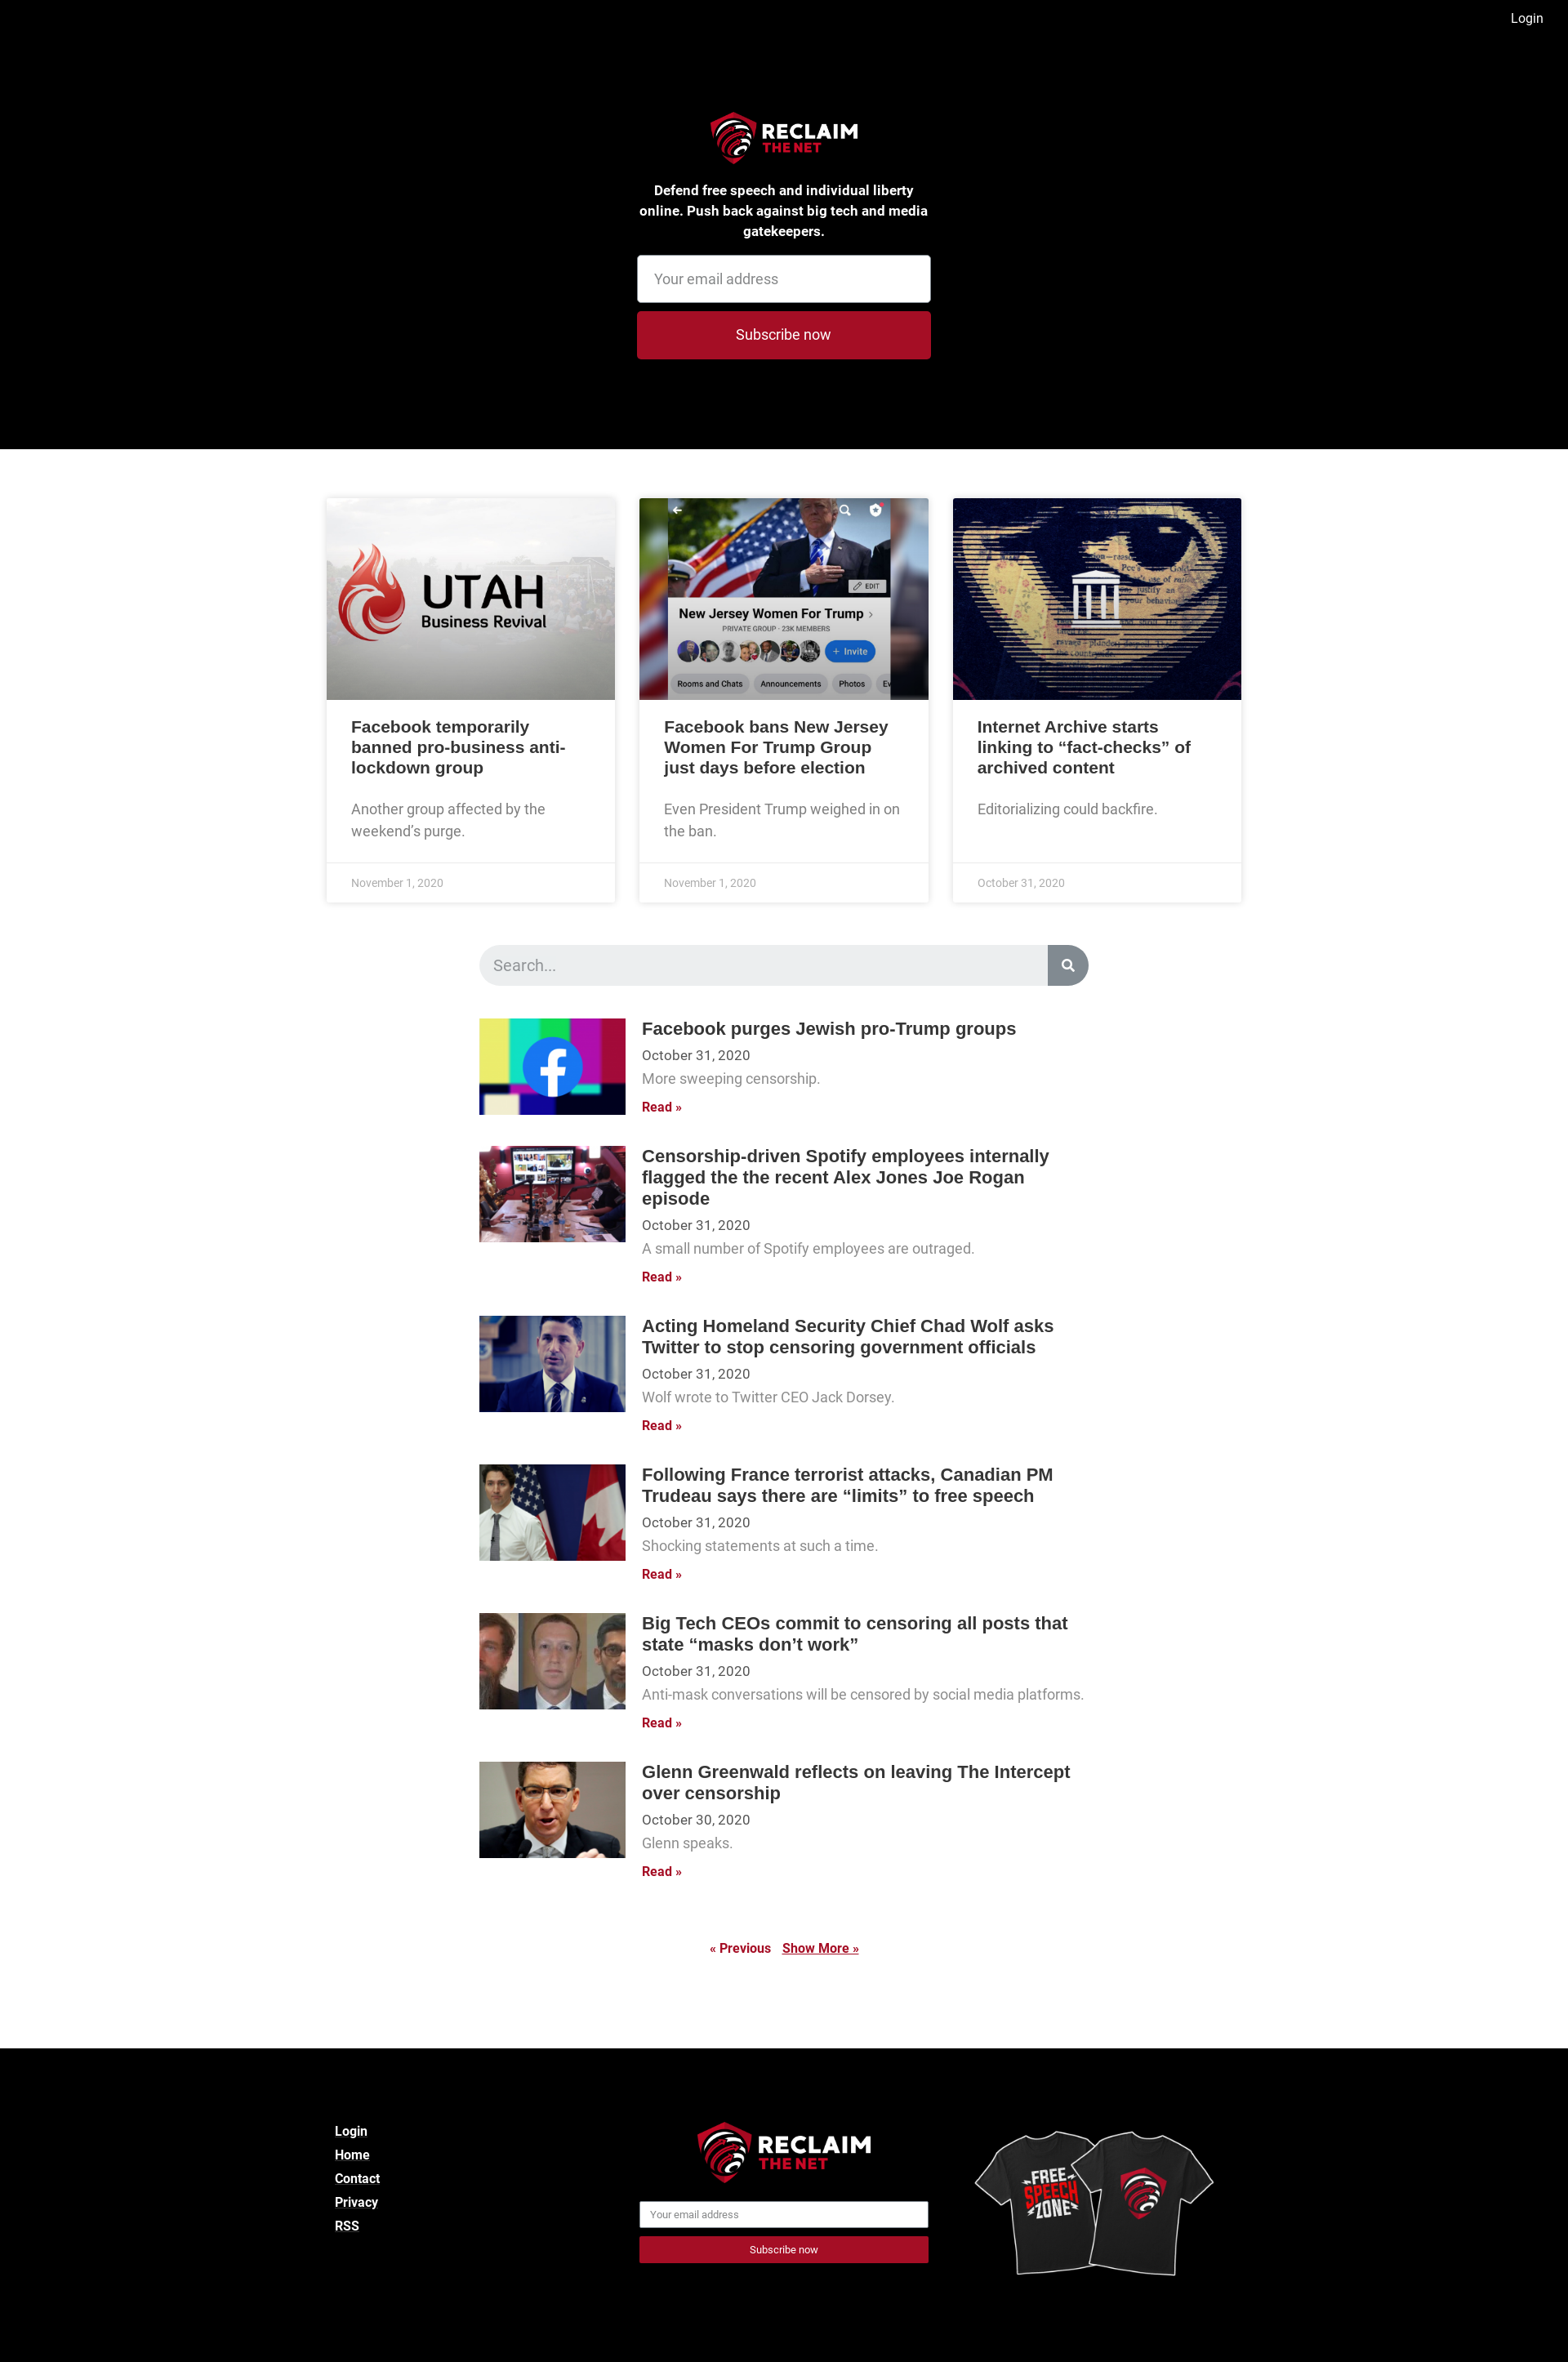 Login
RECLAIM
THE NET
Defend free speech and individual liberty
online. Push back against big tech and media
gatekeepers.
Your email address
Subscribe now
UTAH
Business Revival
Facebook temporarily
banned pro-business anti-
lockdown group
Another group affected by the
weekend’s purge.
November 1, 2020
EDIT
New Jersey Women For Trump
PRIVATE GROUP · 23K MEMBERS
+ Invite
Rooms and Chats
Announcements
Photos
Facebook bans New Jersey
Women For Trump Group
just days before election
Even President Trump weighed in on
the ban.
November 1, 2020
Internet Archive starts
linking to “fact-checks” of
archived content
Editorializing could backfire.
October 31, 2020
Search...
Facebook purges Jewish pro-Trump groups
October 31, 2020
More sweeping censorship.
Read »
Censorship-driven Spotify employees internally
flagged the the recent Alex Jones Joe Rogan
episode
October 31, 2020
A small number of Spotify employees are outraged.
Read »
Acting Homeland Security Chief Chad Wolf asks
Twitter to stop censoring government officials
October 31, 2020
Wolf wrote to Twitter CEO Jack Dorsey.
Read »
Following France terrorist attacks, Canadian PM
Trudeau says there are “limits” to free speech
October 31, 2020
Shocking statements at such a time.
Read »
Big Tech CEOs commit to censoring all posts that
state “masks don’t work”
October 31, 2020
Anti-mask conversations will be censored by social media platforms.
Read »
Glenn Greenwald reflects on leaving The Intercept
over censorship
October 30, 2020
Glenn speaks.
Read »
« Previous Show More »
Login
Home
Contact
Privacy
RSS
RECLAIM
THE NET
Your email address
Subscribe now
FREE
SPEECH
ZONE